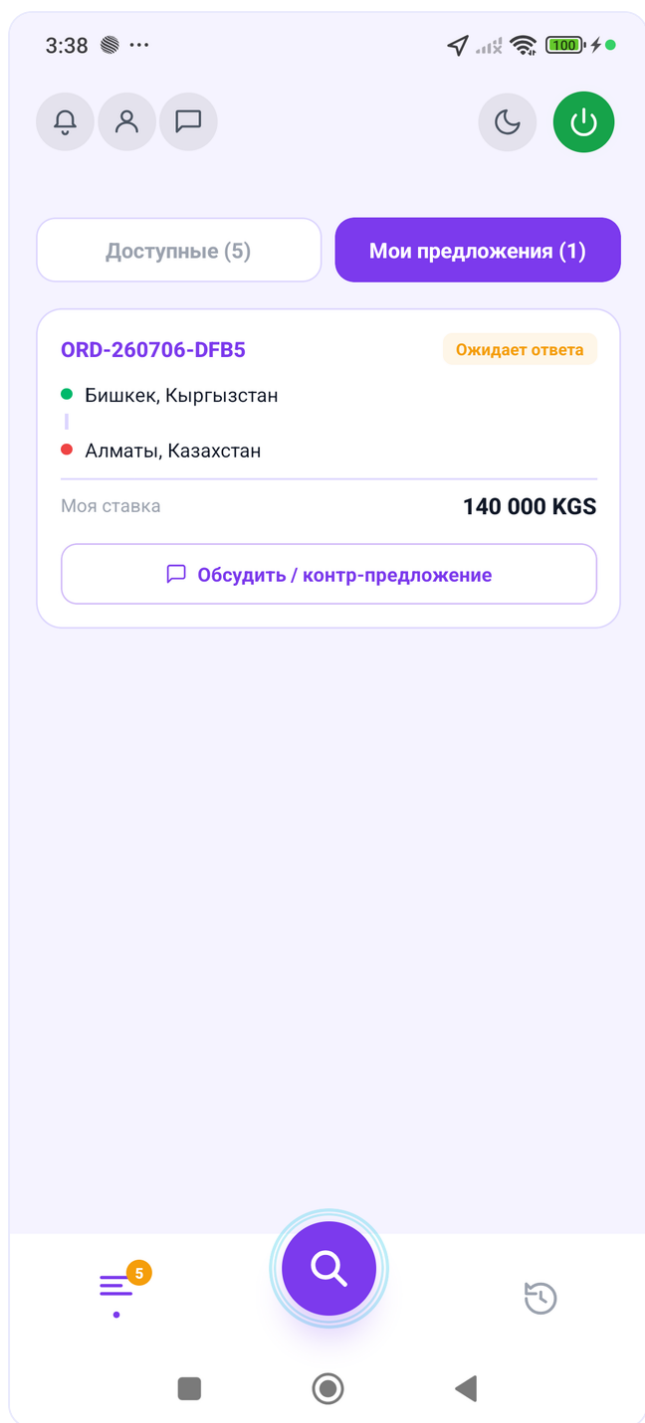 3:38
100
Доступные (5)
Мои предложения (1)
ORD-260706-DFB5
Ожидает ответа
Бишкек, Кыргызстан
Алматы, Казахстан
Моя ставка
140 000 KGS
Обсудить / контр-предложение
5